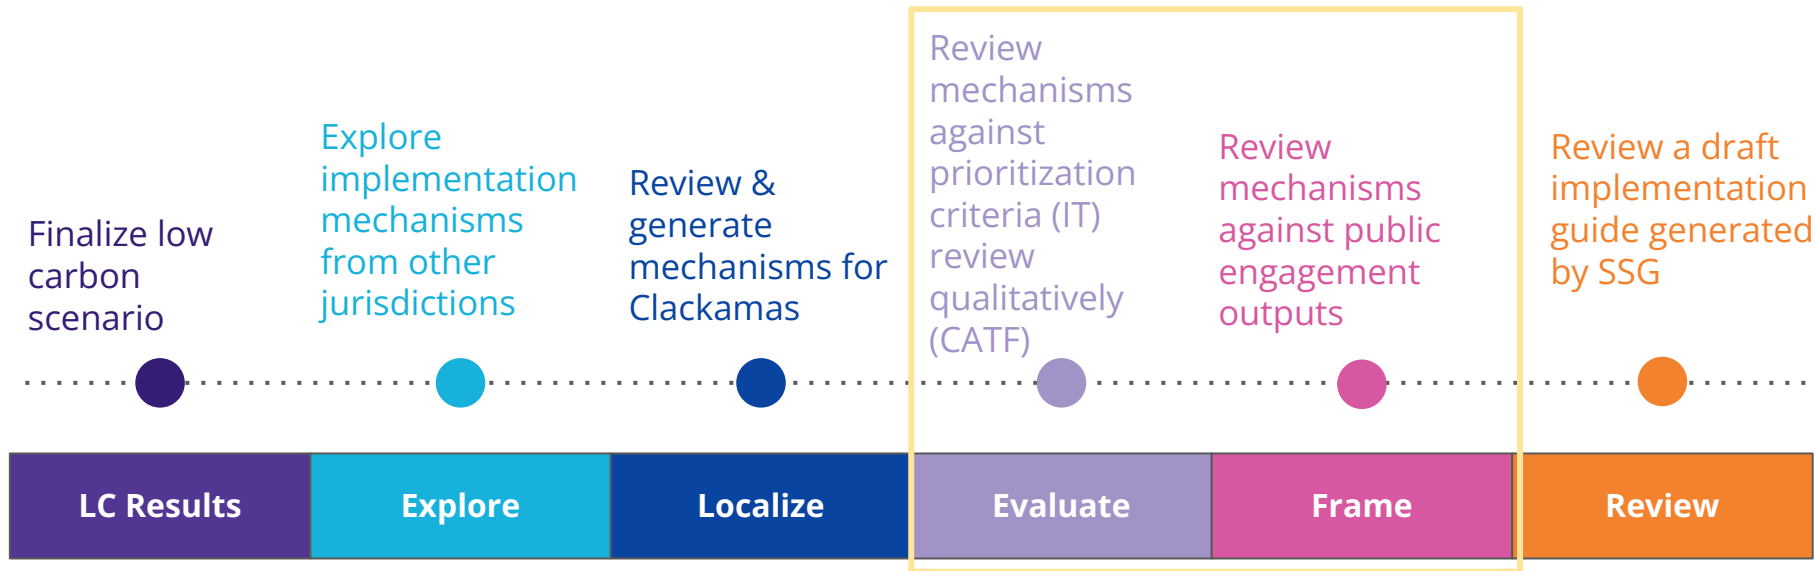 Finalize low
carbon
scenario
Explore
implementation
mechanisms
from other
jurisdictions
Review &
generate
mechanisms for
Clackamas
Review
mechanisms
against
prioritization
criteria (IT)
review
qualitatively
(CATF)
Review
mechanisms
against public
engagement
outputs
Review a draft
implementation
guide generated
by SSG
LC Results
Explore
Localize
Evaluate
Frame
Review